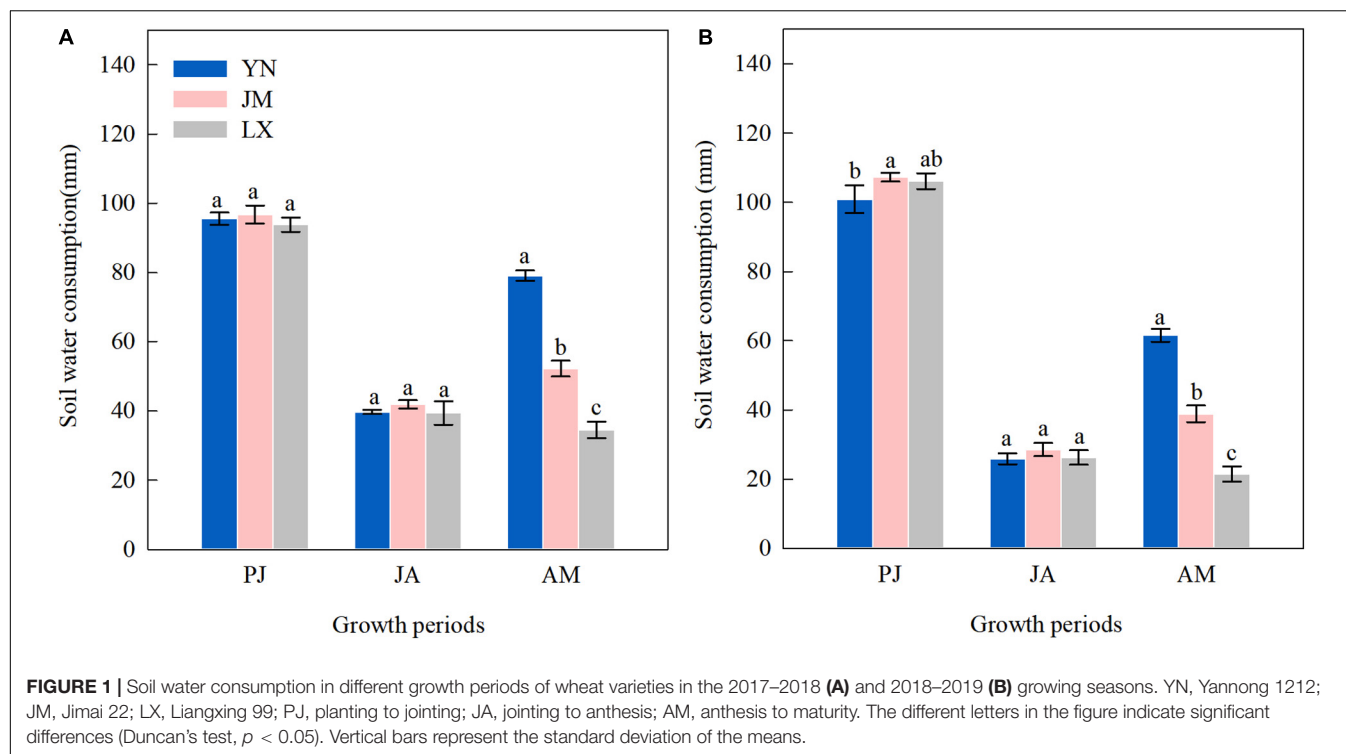 A
Soil water consumption(mm)
140
120
100
80
60
40
20
0
YN
JM
LX
a a a
a a a
a b c
PJ JA AM
Growth periods
B
Soil water consumption (mm)
140
120
100
80
60
40
20
0
b a ab
a a a
a b c
PJ JA AM
Growth periods
FIGURE 1 | Soil water consumption in different growth periods of wheat varieties in the 2017–2018 (A) and 2018–2019 (B) growing seasons. YN, Yannong 1212;
JM, Jimai 22; LX, Liangxing 99; PJ, planting to jointing; JA, jointing to anthesis; AM, anthesis to maturity. The different letters in the figure indicate significant
differences (Duncan's test, p < 0.05). Vertical bars represent the standard deviation of the means.